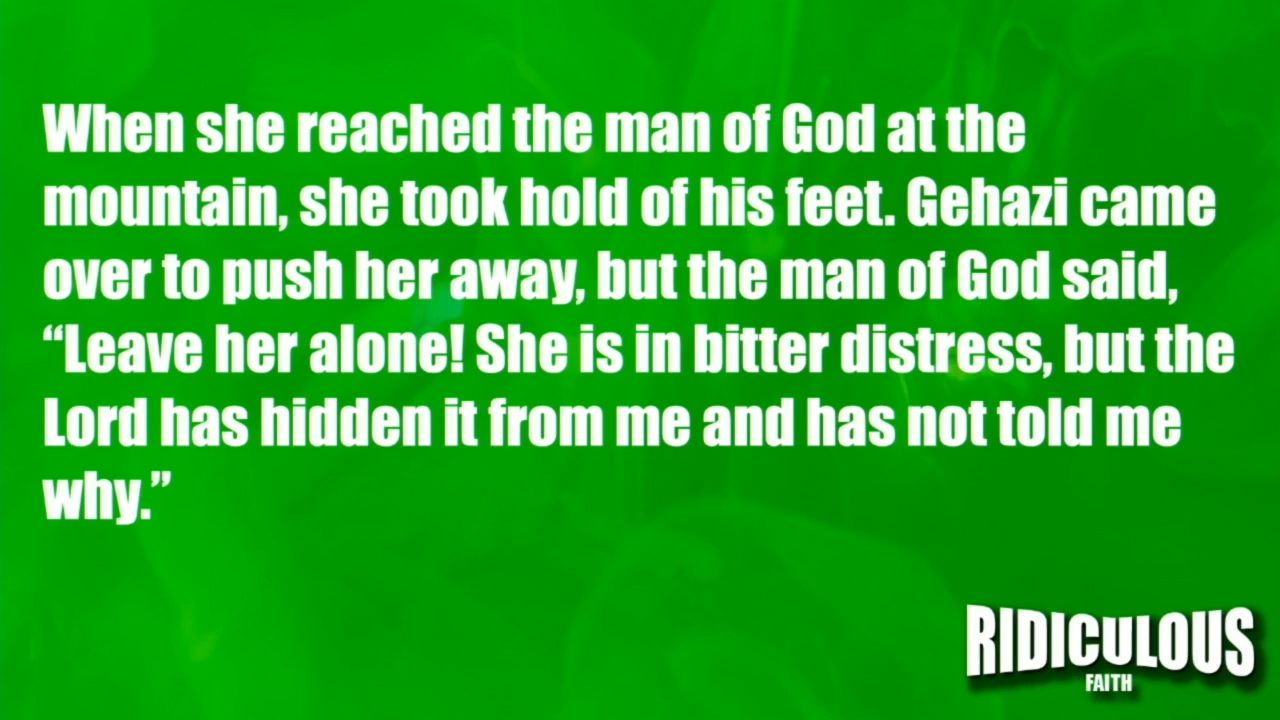 When she reached the man of God at the
mountain, she took hold of his feet. Gehazi came
over to push her away, but the man of God said,
“Leave her alone! She is in bitter distress, but the
Lord has hidden it from me and has not told me
why.”
RIDICULOUS
FAITH